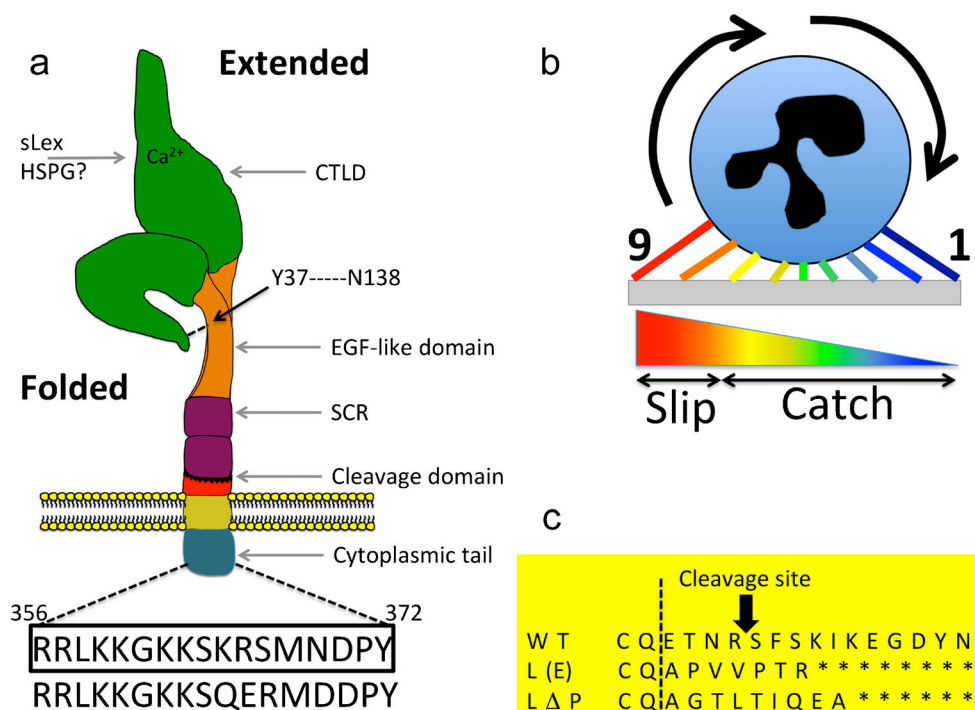 a
Extended
sLex
HSPG?
Ca2+
CTLD
Y37-----N138
EGF-like domain
Folded
SCR
Cleavage domain
Cytoplasmic tail
356 372
RRLKKGKKSKRSMNDPY
RRLKKGKKSQERMDDPY
b
9 1
Slip Catch
c
Cleavage site
W T C Q E T N R S F S K I K E G D Y N
L (E) C Q A P V V P T R * * * * * * * *
L Δ P C Q A G T L T I Q E A * * * * * *